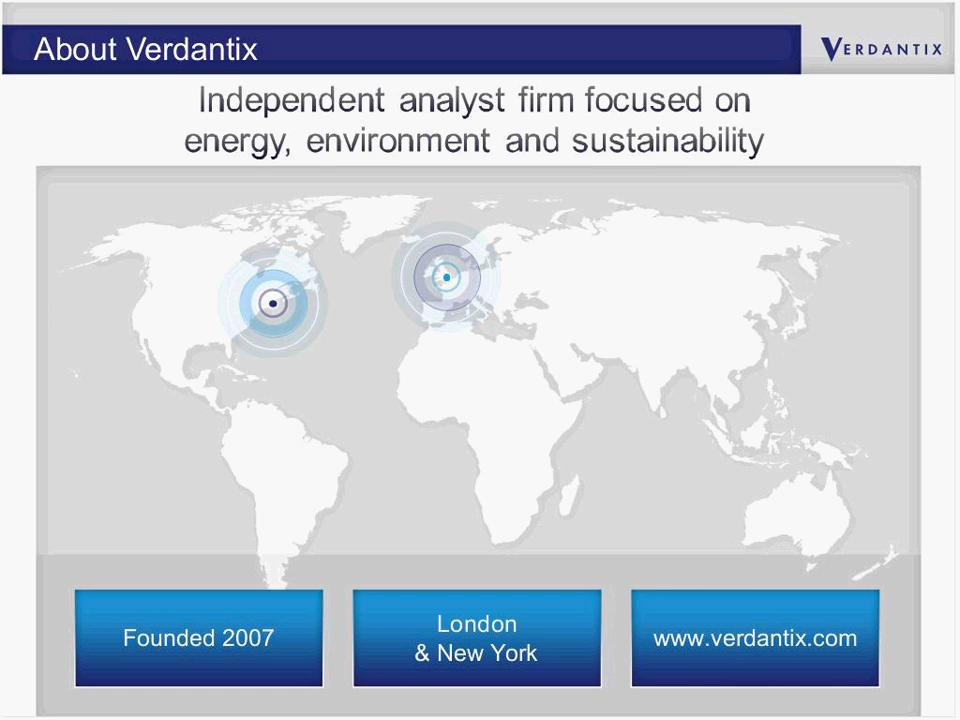 About Verdantix
VERDANTIX
Independent analyst firm focused on
energy, environment and sustainability
Founded 2007
London
& New York
www.verdantix.com